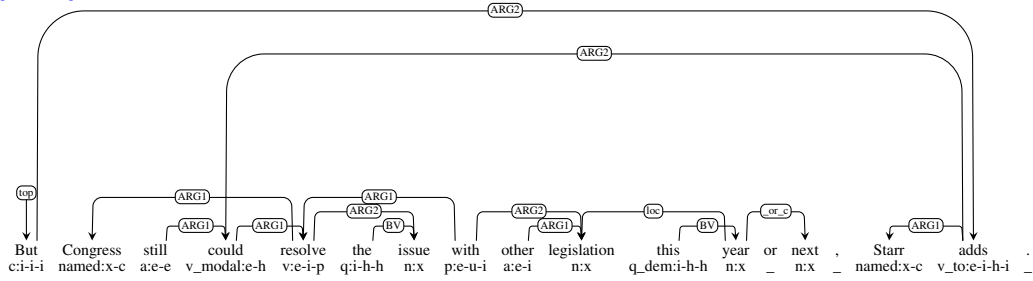 ARG2
ARG2
top ARG1 ARG1
ARG2 ARG2 loc _or_c
ARG1 ARG1 BV ARG1 BV ARG1
But Congress still could resolve the issue with other legislation this year or next , Starr adds .
c:i-i-i named:x-c a:e-e v_modal:e-h v:e-i-p q:i-h-h n:x p:e-u-i a:e-i n:x q_dem:i-h-h n:x _ n:x _ named:x-c v_to:e-i-h-i _